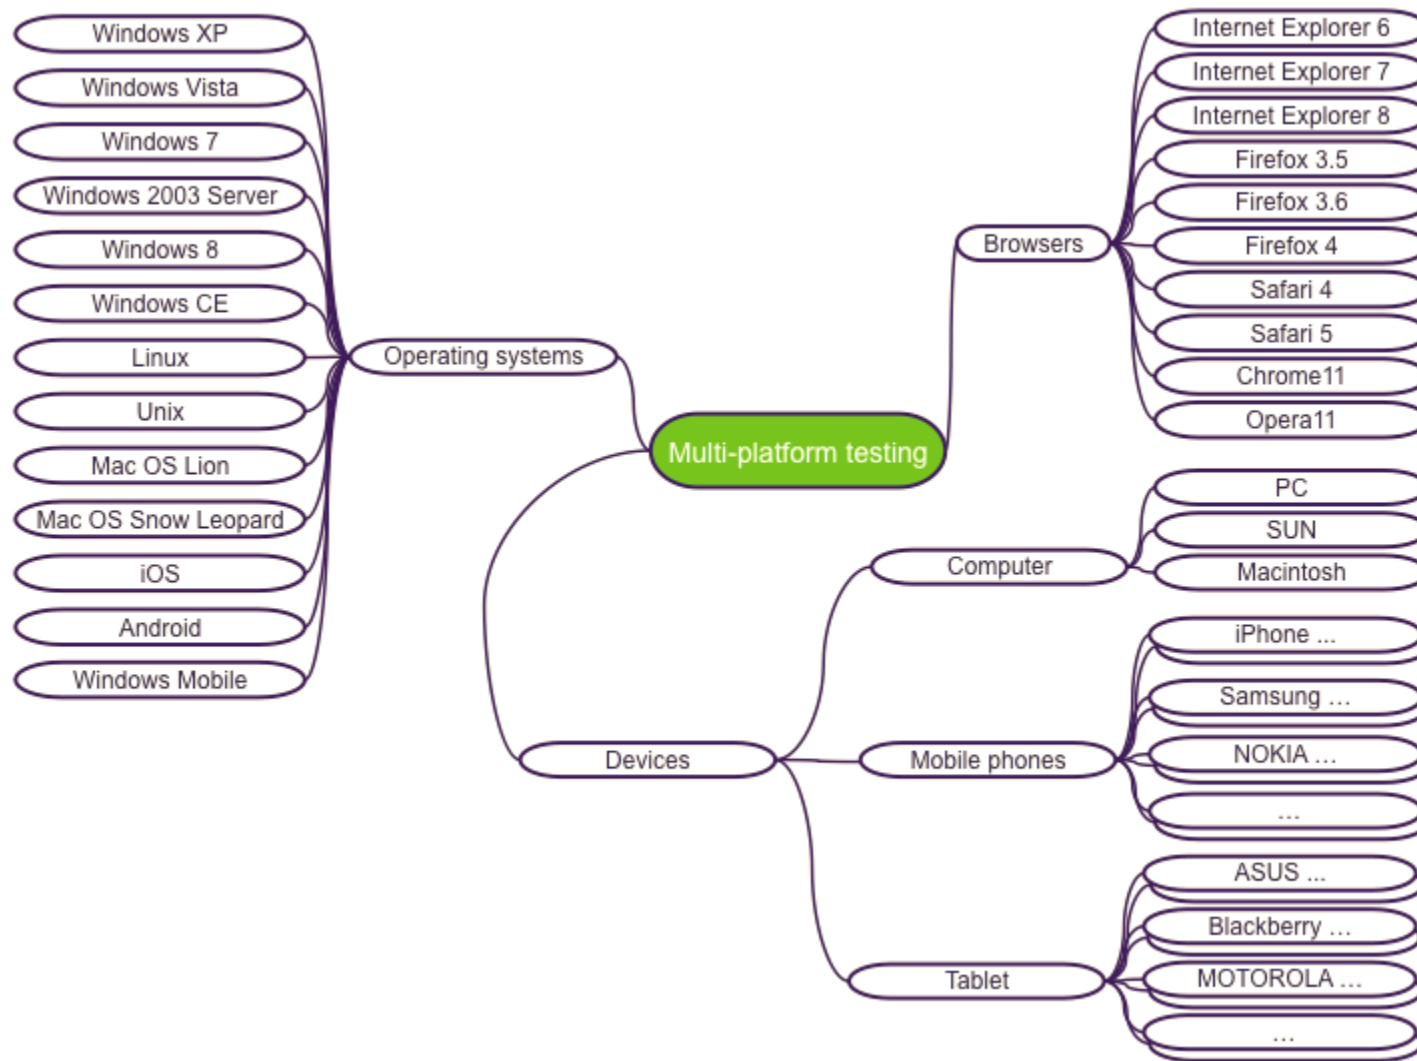 Windows XP
Windows Vista
Windows 7
Windows 2003 Server
Windows 8
Windows CE
Linux
Unix
Mac OS Lion
Mac OS Snow Leopard
iOS
Android
Windows Mobile
Operating systems
Multi-platform testing
Browsers
Internet Explorer 6
Internet Explorer 7
Internet Explorer 8
Firefox 3.5
Firefox 3.6
Firefox 4
Safari 4
Safari 5
Chrome11
Opera11
Devices
Computer
PC
SUN
Macintosh
Mobile phones
iPhone ...
Samsung ...
NOKIA ...
...
Tablet
ASUS ...
Blackberry ...
MOTOROLA ...
...